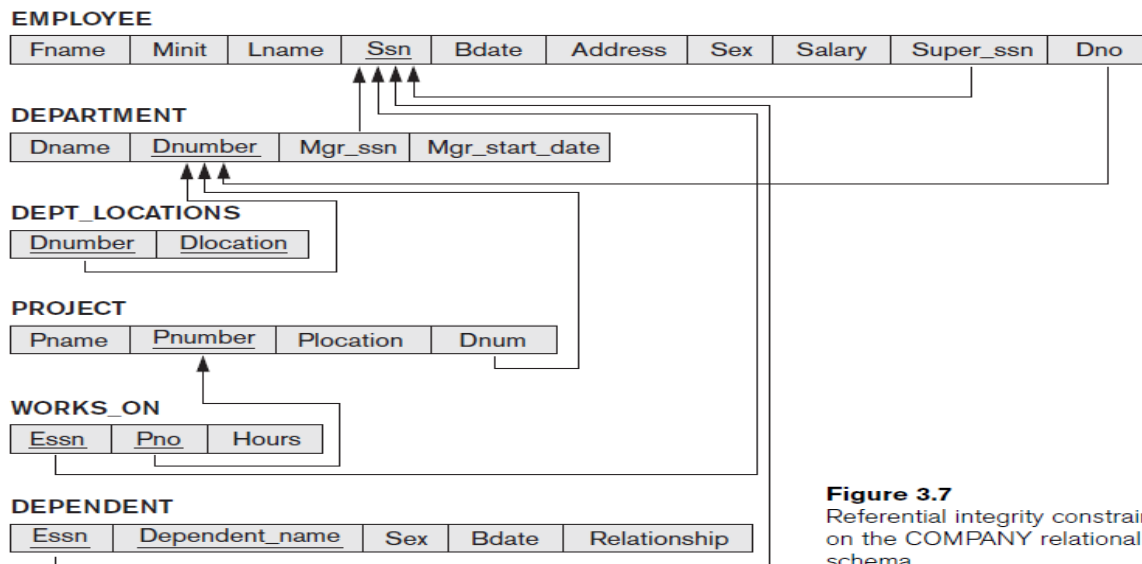 EMPLOYEE
Fname Minit Lname Ssn Bdate Address Sex Salary Super_ssn Dno
DEPARTMENT
Dname Dnumber Mgr_ssn Mgr_start_date
DEPT_LOCATIONS
Dnumber Dlocation
PROJECT
Pname Pnumber Plocation Dnum
WORKS_ON
Essn Pno Hours
DEPENDENT
Essn Dependent_name Sex Bdate Relationship
Figure 3.7
Referential integrity constrain
on the COMPANY relational
schema